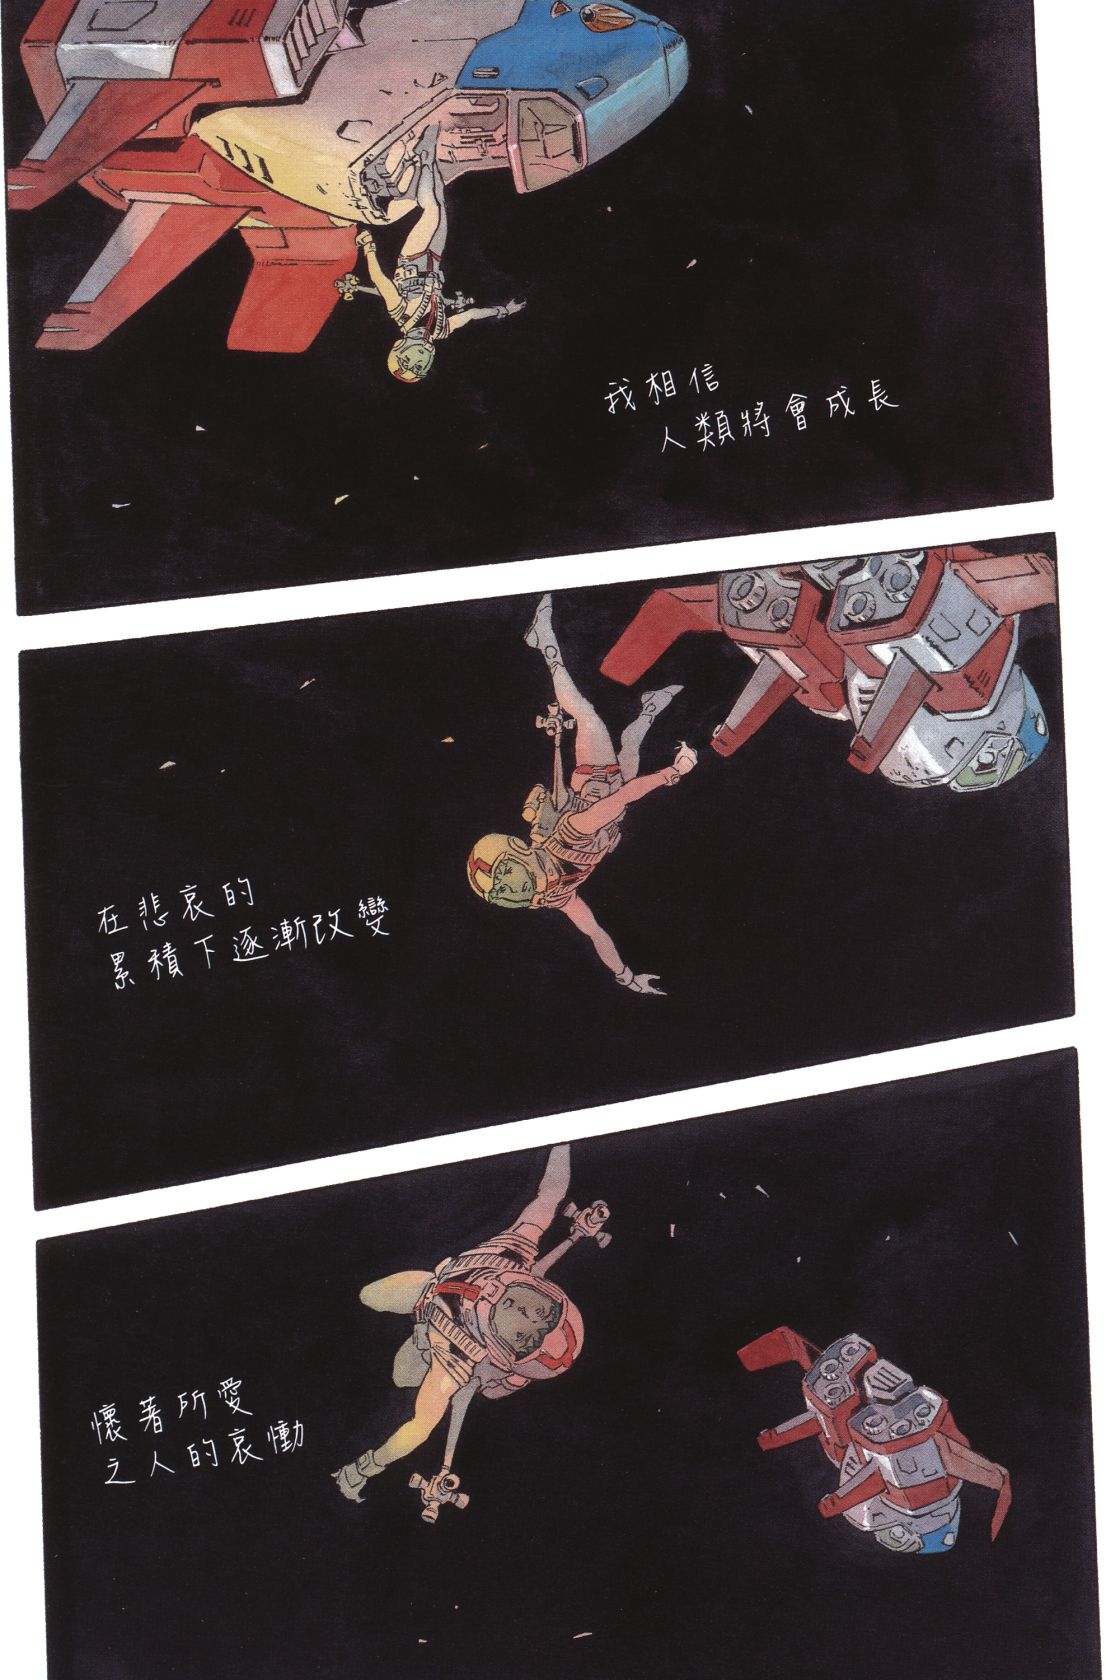 我相信
人類將會成長
在悲哀的
累積下逐漸改變
懷著所愛
之人的哀慟